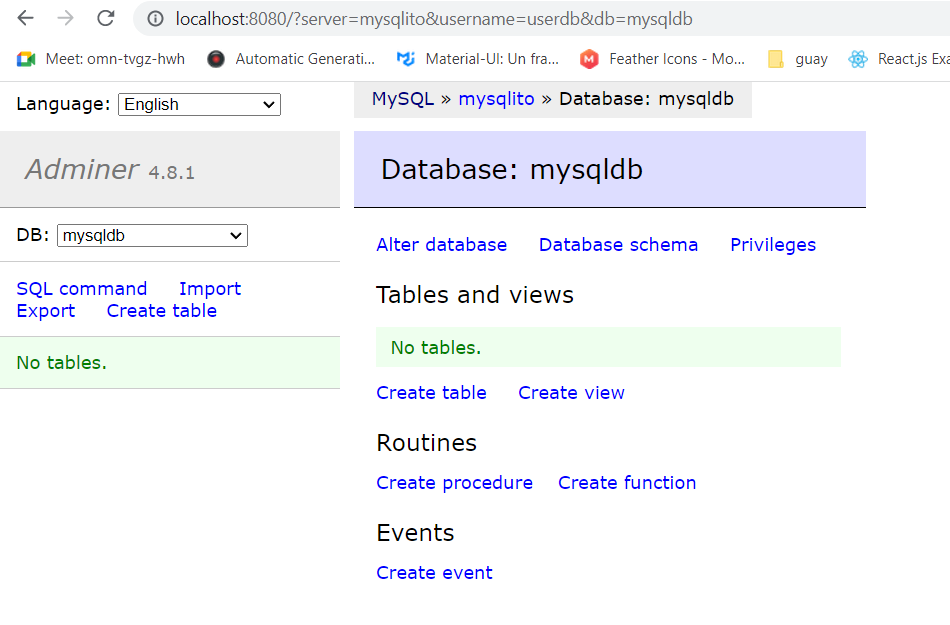 localhost:8080/?server=mysqlito&username=userdb&db=mysqldb
Meet: omn-tvgz-hwh Automatic Generati... Material-UI: Un fra... Feather Icons - Mo... guay React.js Exa
Language: English
MySQL » mysqlito » Database: mysqldb
Adminer 4.8.1
Database: mysqldb
DB: mysqldb
Alter database Database schema Privileges
SQL command Import
Export Create table
No tables.
Tables and views
No tables.
Create table Create view
Routines
Create procedure Create function
Events
Create event